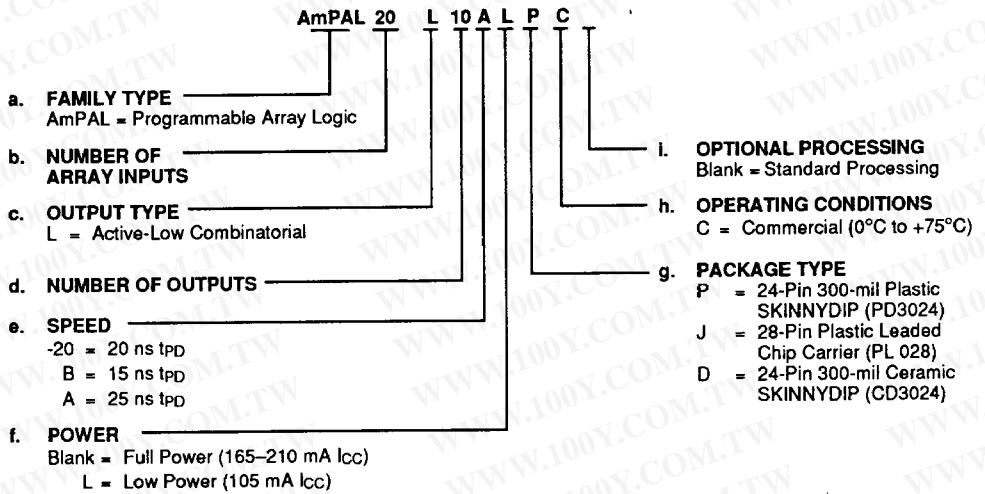 AmPAL 20 L 10 A L P C
a. FAMILY TYPE
AmPAL = Programmable Array Logic
b. NUMBER OF
ARRAY INPUTS
c. OUTPUT TYPE
L = Active-Low Combinatorial
d. NUMBER OF OUTPUTS
e. SPEED
-20 = 20 ns tPD
B = 15 ns tPD
A = 25 ns tPD
f. POWER
Blank = Full Power (165–210 mA ICC)
L = Low Power (105 mA ICC)
i. OPTIONAL PROCESSING
Blank = Standard Processing
h. OPERATING CONDITIONS
C = Commercial (0°C to +75°C)
g. PACKAGE TYPE
P = 24-Pin 300-mil Plastic
SKINNYDIP (PD3024)
J = 28-Pin Plastic Leaded
Chip Carrier (PL 028)
D = 24-Pin 300-mil Ceramic
SKINNYDIP (CD3024)
WWW.100Y.COM.TW